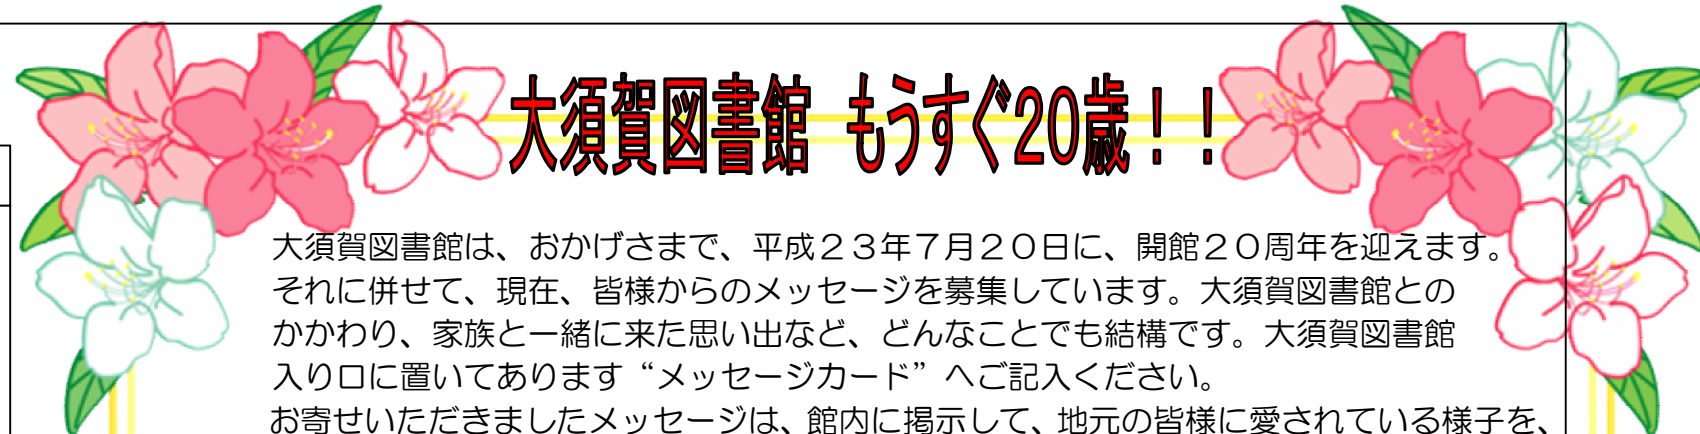 大須賀図書館　もうすぐ20歳！！
大須賀図書館は、おかげさまで、平成２３年７月２０日に、開館２０周年を迎えます。
それに併せて、現在、皆様からのメッセージを募集しています。大須賀図書館との
かかわり、家族と一緒に来た思い出など、どんなことでも結構です。大須賀図書館
入り口に置いてあります“メッセージカード”へご記入ください。
お寄せいただきましたメッセージは、館内に掲示して、地元の皆様に愛されている様子を、